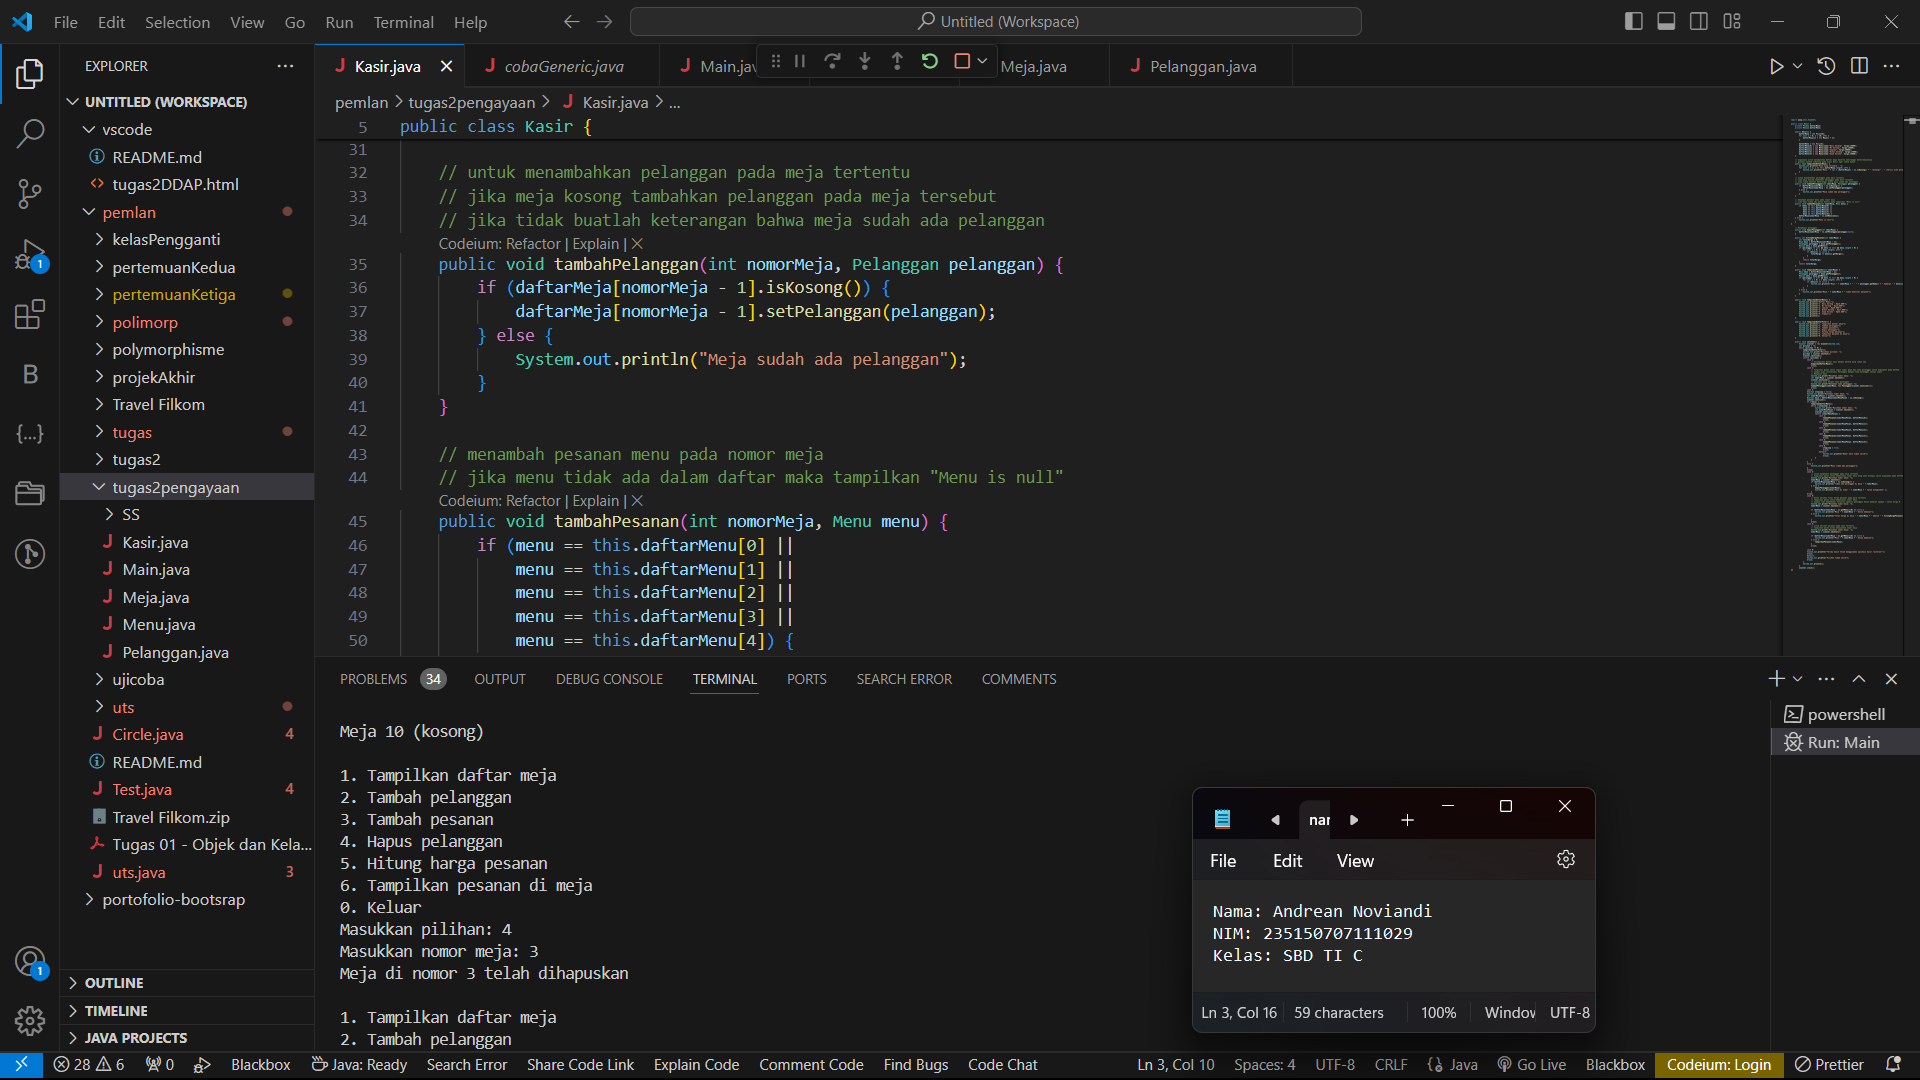 File Edit Selection View Go Run Terminal Help
Untitled (Workspace)
EXPLORER
UNTITLED (WORKSPACE)
vscode
README.md
tugas2DDAP.html
pemlan
kelasPengganti
pertemuanKedua
pertemuanKetiga
polimorp
polymorphisme
projekAkhir
Travel Filkom
tugas
tugas2
tugas2pengayaan
SS
Kasir.java
Main.java
Meja.java
Menu.java
Pelanggan.java
ujicoba
uts
Circle.java 4
README.md
Test.java 4
Travel Filkom.zip
Tugas 01 - Objek dan Kela...
uts.java 3
portofolio-bootsrap
OUTLINE
TIMELINE
JAVA PROJECTS
1
B
1
Kasir.java cobaGeneric.java Main.jav Meja.java Pelanggan.java
pemlan > tugas2pengayaan > Kasir.java > ...
5 public class Kasir {
31
32 // untuk menambahkan pelanggan pada meja tertentu
33 // jika meja kosong tambahkan pelanggan pada meja tersebut
34 // jika tidak buatlah keterangan bahwa meja sudah ada pelanggan
Codeium: Refactor | Explain | ×
35 public void tambahPelanggan(int nomorMeja, Pelanggan pelanggan) {
36 if (daftarMeja[nomorMeja - 1].isKosong()) {
37 daftarMeja[nomorMeja - 1].setPelanggan(pelanggan);
38 } else {
39 System.out.println("Meja sudah ada pelanggan");
40 }
41 }
42
43 // menambah pesanan menu pada nomor meja
44 // jika menu tidak ada dalam daftar maka tampilkan "Menu is null"
Codeium: Refactor | Explain | ×
45 public void tambahPesanan(int nomorMeja, Menu menu) {
46 if (menu == this.daftarMenu[0] ||
47 menu == this.daftarMenu[1] ||
48 menu == this.daftarMenu[2] ||
49 menu == this.daftarMenu[3] ||
50 menu == this.daftarMenu[4]) {
PROBLEMS 34 OUTPUT DEBUG CONSOLE TERMINAL PORTS SEARCH ERROR COMMENTS
powershell
Run: Main
Meja 10 (kosong)
1. Tampilkan daftar meja
2. Tambah pelanggan
3. Tambah pesanan
4. Hapus pelanggan
5. Hitung harga pesanan
6. Tampilkan pesanan di meja
0. Keluar
Masukkan pilihan: 4
Masukkan nomor meja: 3
Meja di nomor 3 telah dihapuskan
1. Tampilkan daftar meja
2. Tambah pelanggan
nar
File Edit View
Nama: Andrean Noviandi
NIM: 235150707111029
Kelas: SBD TI C
Ln 3, Col 16 59 characters 100% Window UTF-8
28 6 0 Blackbox Java: Ready Search Error Share Code Link Explain Code Comment Code Find Bugs Code Chat Ln 3, Col 10 Spaces: 4 UTF-8 CRLF Java Go Live Blackbox Codeium: Login Prettier